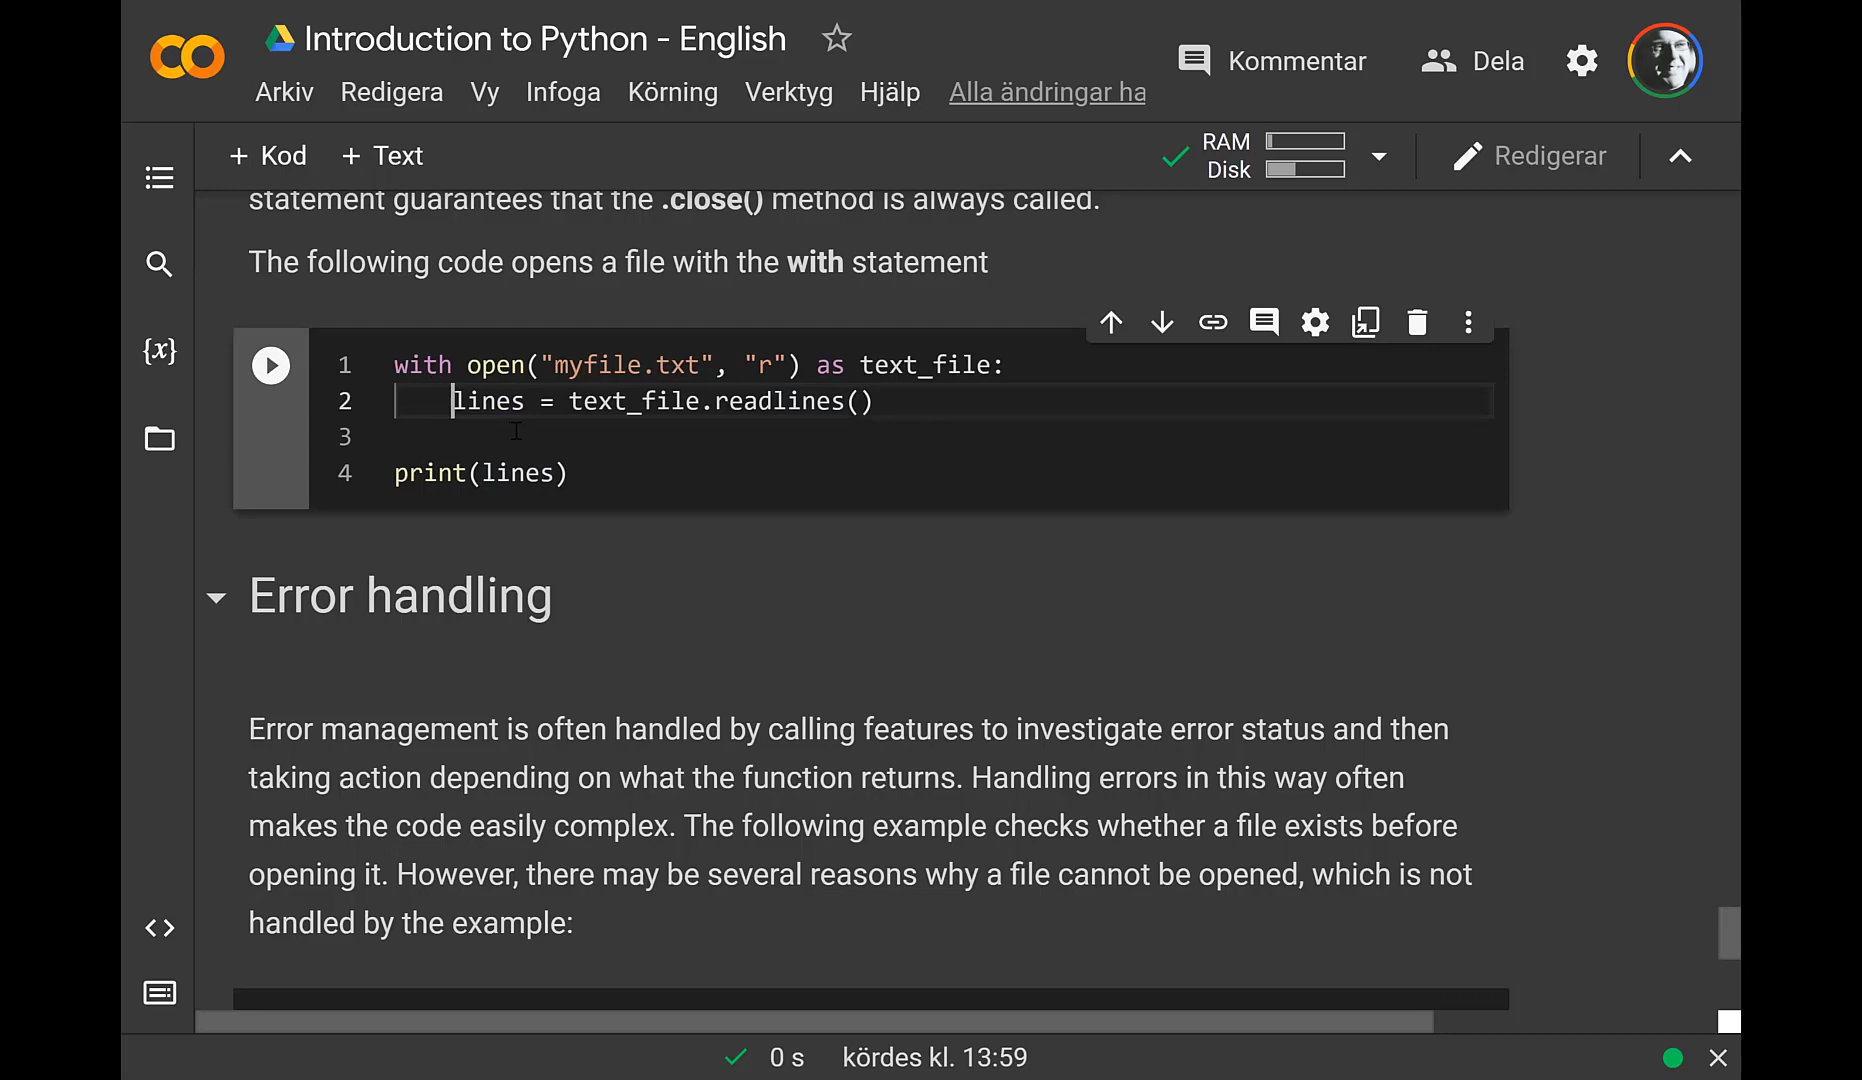 Introduction to Python - English
Kommentar
Dela
Arkiv Redigera Vy Infoga Körning Verktyg Hjälp Alla ändringar ha
+ Kod + Text
RAM
Disk
Redigerar
statement guarantees that the .close() method is always called.
The following code opens a file with the with statement
{x}
1 with open("myfile.txt", "r") as text_file:
2 lines = text_file.readlines()
3
4 print(lines)
Error handling
Error management is often handled by calling features to investigate error status and then
taking action depending on what the function returns. Handling errors in this way often
makes the code easily complex. The following example checks whether a file exists before
opening it. However, there may be several reasons why a file cannot be opened, which is not
handled by the example:
0 s kördes kl. 13:59